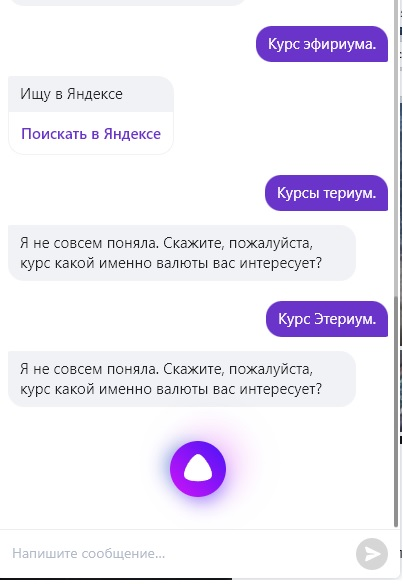 Курс эфириума.
Ищу в Яндексе
Поискать в Яндексе
Курсы териум.
Я не совсем поняла. Скажите, пожалуйста,
курс какой именно валюты вас интересует?
Курс Этериум.
Я не совсем поняла. Скажите, пожалуйста,
курс какой именно валюты вас интересует?
Напишите сообщение...